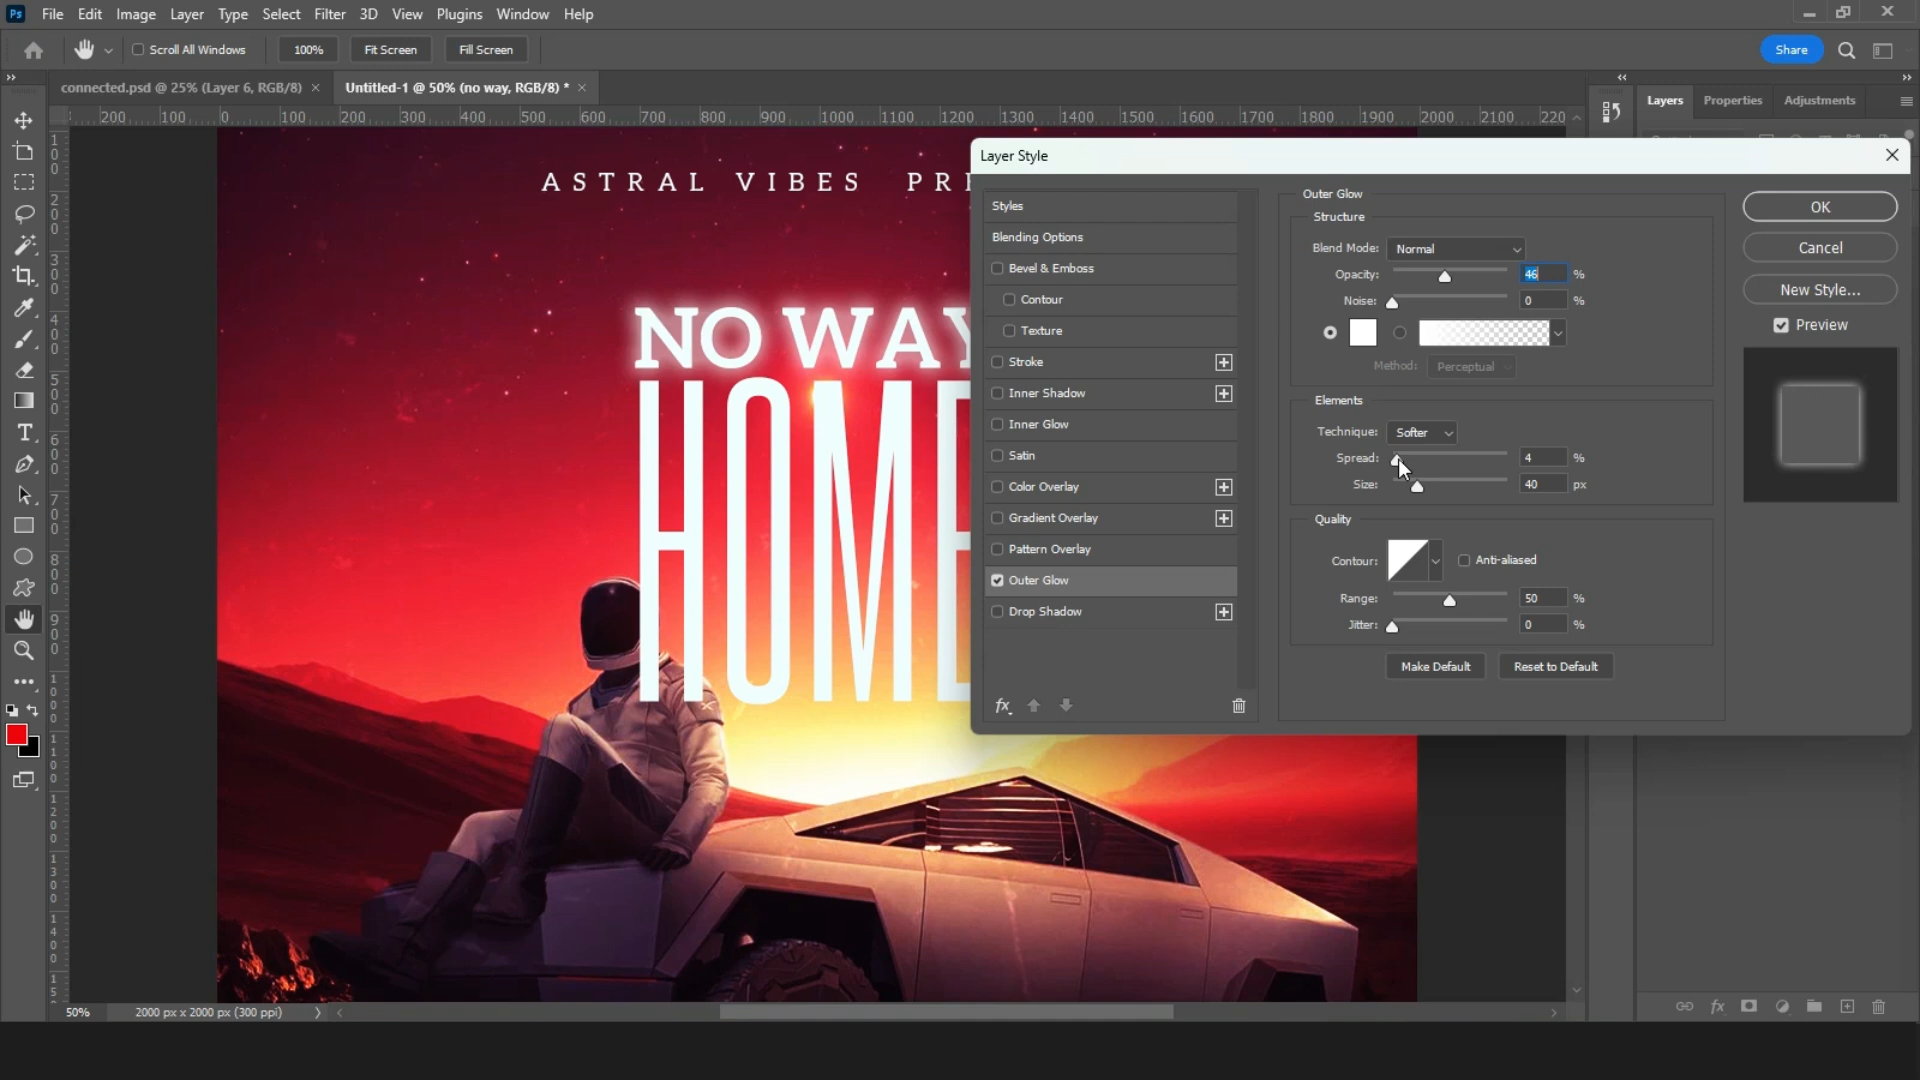 Ps File Edit Image Layer Type Select Filter 3D View Plugins Window Help
Scroll All Windows 100% Fit Screen Fill Screen Share
connected.psd @ 25% (Layer 6, RGB/8) × Untitled-1 @ 50% (no way, RGB/8) * ×
Layers Properties Adjustments
200 100 0 100 200 300 400 500 600 700 800 900 1000 1100 1200 1300 1400 1500 1600 1700 1800 1900 2000 2100 220
ASTRAL VIBES PRE
NO WAY
HOME
Layer Style
Styles
Blending Options
Bevel & Emboss
Contour
Texture
Stroke
Inner Shadow
Inner Glow
Satin
Color Overlay
Gradient Overlay
Pattern Overlay
Outer Glow
Drop Shadow
fx
Outer Glow
Structure
Blend Mode: Normal
Opacity: 46 %
Noise: 0 %
Method: Perceptual
Elements
Technique: Softer
Spread: 4 %
Size: 40 px
Quality
Contour: Anti-aliased
Range: 50 %
Jitter: 0 %
Make Default Reset to Default
OK
Cancel
New Style...
Preview
50% 2000 px x 2000 px (300 ppi)
fx